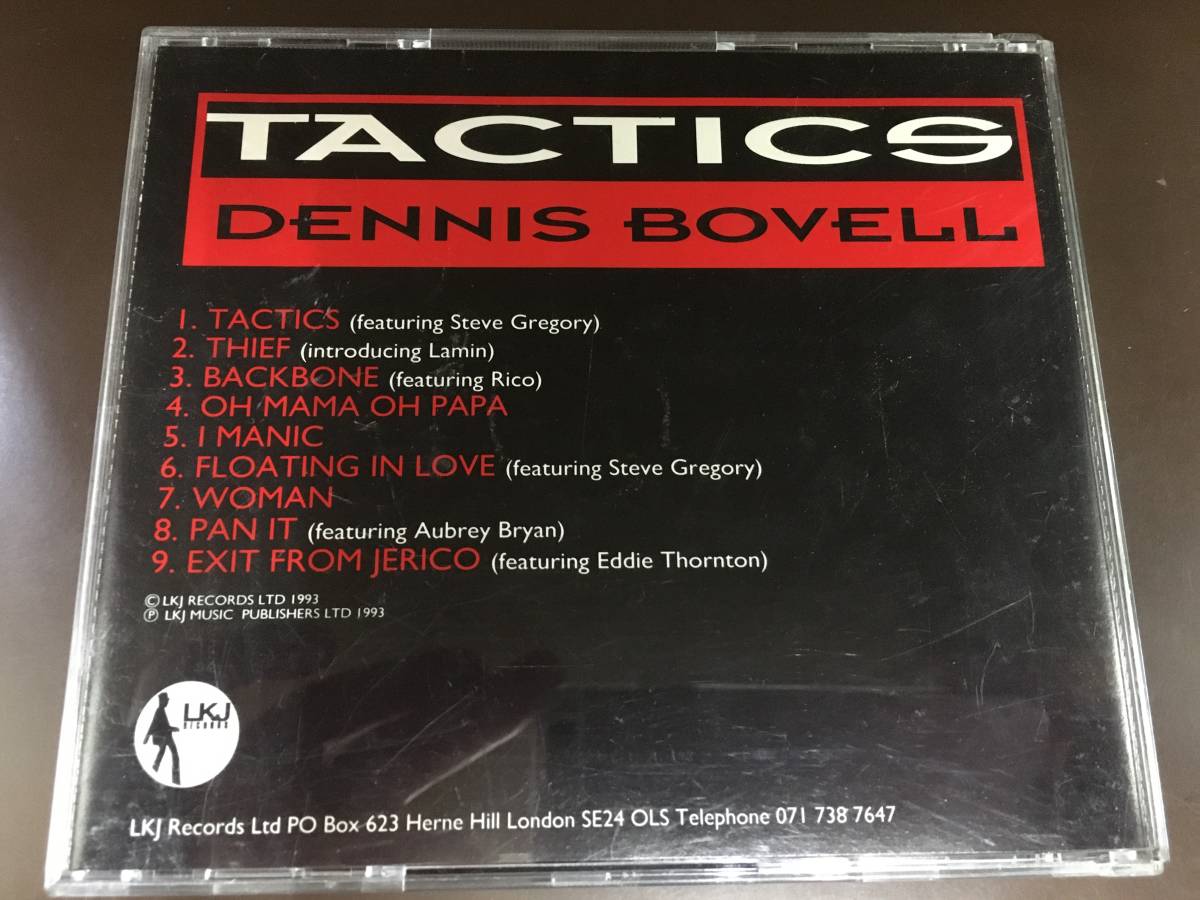 TACTICS
DENNIS BOVELL
1. TACTICS (featuring Steve Gregory)
2. THIEF (introducing Lamin)
3. BACKBONE (featuring Rico)
4. OH MAMA OH PAPA
5. I MANIC
6. FLOATING IN LOVE (featuring Steve Gregory)
7. WOMAN
8. PAN IT (featuring Aubrey Bryan)
9. EXIT FROM JERICO (featuring Eddie Thornton)
© LKJ RECORDS LTD 1993
℗ LKJ MUSIC PUBLISHERS LTD 1993
LKJ
RECORDS
LKJ Records Ltd PO Box 623 Herne Hill London SE24 OLS Telephone 071 738 7647